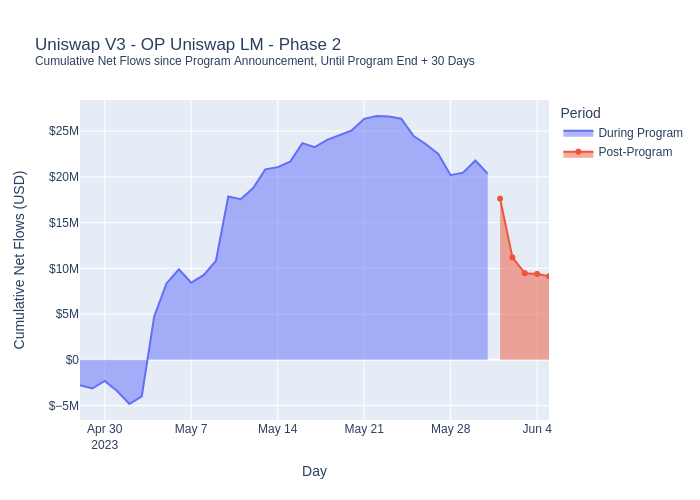 Uniswap V3 - OP Uniswap LM - Phase 2
Cumulative Net Flows since Program Announcement, Until Program End + 30 Days
Period
During Program
Post-Program
Cumulative Net Flows (USD)
$25M
$20M
$15M
$10M
$5M
$0
$−5M
Apr 30
2023
May 7
May 14
May 21
May 28
Jun 4
Day